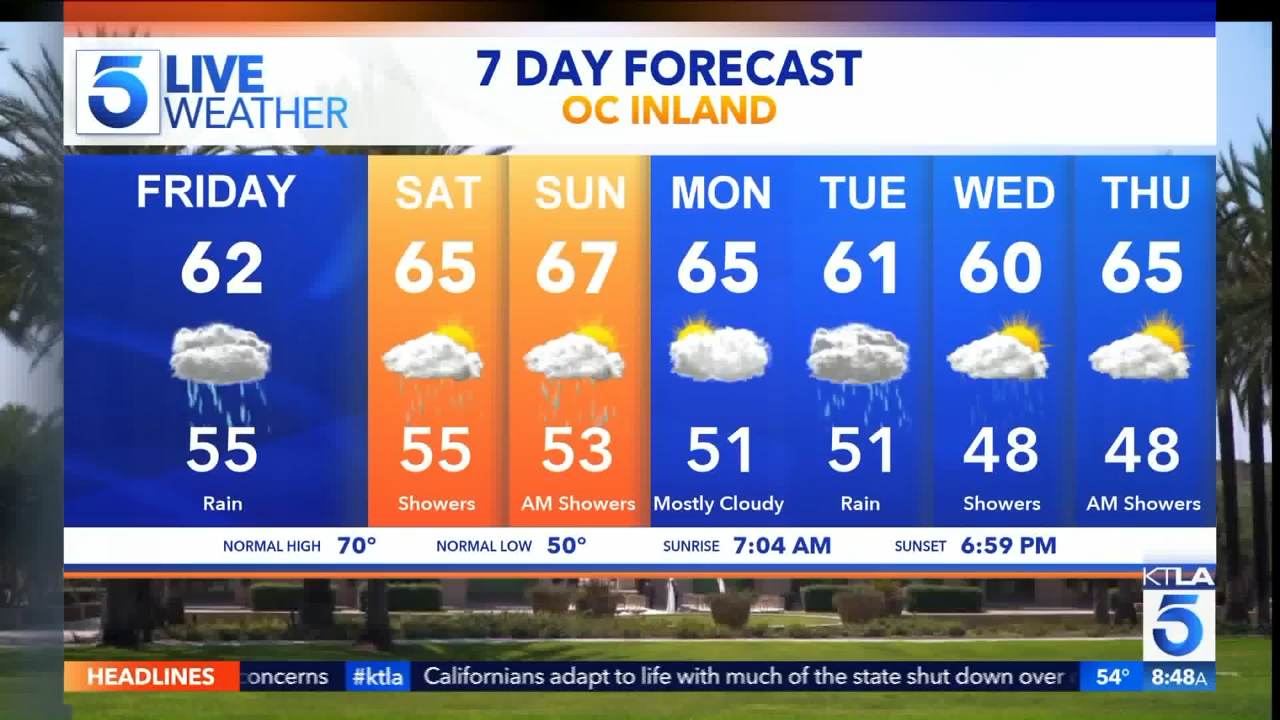 5 LIVE WEATHER
7 DAY FORECAST
OC INLAND
FRIDAY SAT SUN MON TUE WED THU
62 65 67 65 61 60 65
55 55 53 51 51 48 48
Rain Showers AM Showers Mostly Cloudy Rain Showers AM Showers
NORMAL HIGH 70° NORMAL LOW 50° SUNRISE 7:04 AM SUNSET 6:59 PM
KTLA
5
HEADLINES concerns #ktla Californians adapt to life with much of the state shut down over 54° 8:48A